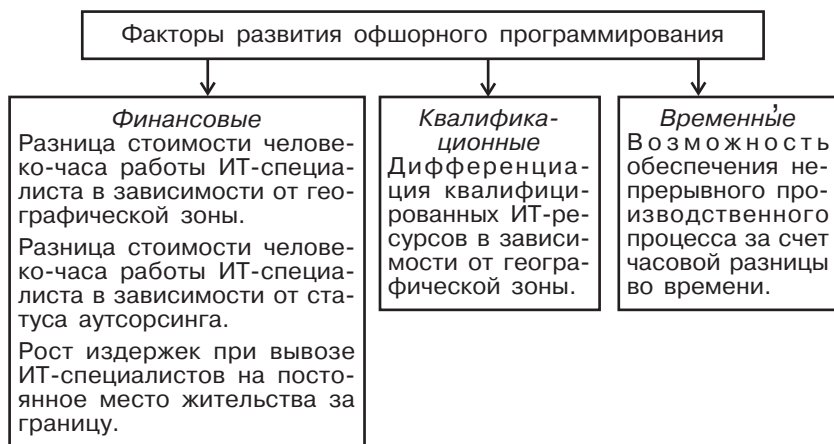 Факторы развития офшорного программирования
Финансовые
Разница стоимости челове-
ко-часа работы ИТ-специа-
листа в зависимости от гео-
графической зоны.
Разница стоимости челове-
ко-часа работы ИТ-специа-
листа в зависимости от ста-
туса аутсорсинга.
Рост издержек при вывозе
ИТ-специалистов на посто-
янное место жительства за
границу.
Квалифика-
ционные
Дифференциа-
ция квалифици-
рованных ИТ-ре-
сурсов в зависи-
мости от геогра-
фической зоны.
Временны́е
Возможность
обеспечения не-
прерывного про-
изводственного
процесса за счет
часовой разницы
во времени.